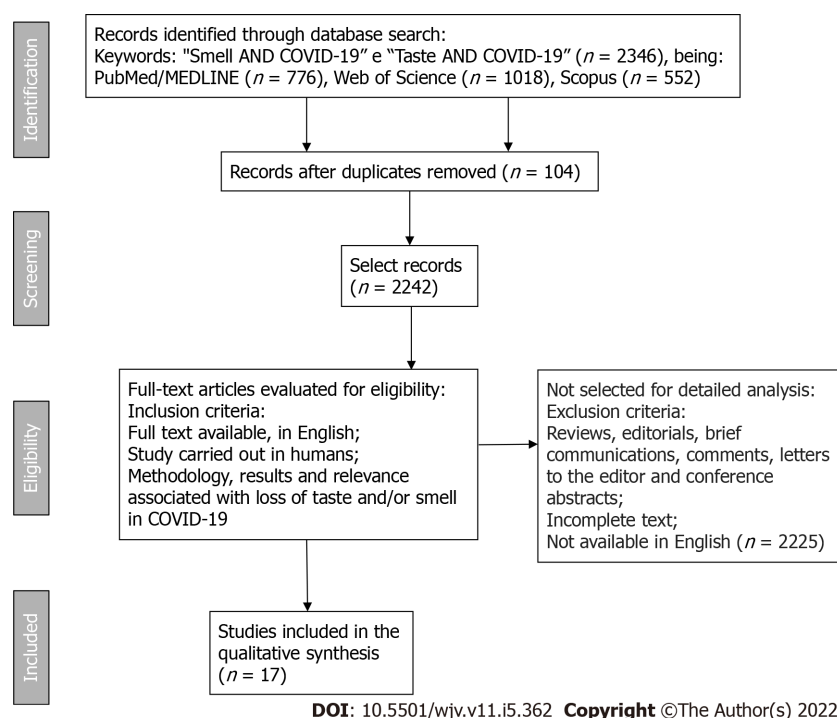 Identification
Records identified through database search:
Keywords: "Smell AND COVID-19" e "Taste AND COVID-19" (n = 2346), being:
PubMed/MEDLINE (n = 776), Web of Science (n = 1018), Scopus (n = 552)
Records after duplicates removed (n = 104)
Screening
Select records
(n = 2242)
Eligibility
Full-text articles evaluated for eligibility:
Inclusion criteria:
Full text available, in English;
Study carried out in humans;
Methodology, results and relevance
associated with loss of taste and/or smell
in COVID-19
Not selected for detailed analysis:
Exclusion criteria:
Reviews, editorials, brief
communications, comments, letters
to the editor and conference
abstracts;
Incomplete text;
Not available in English (n = 2225)
Included
Studies included in the
qualitative synthesis
(n = 17)
DOI: 10.5501/wjv.v11.i5.362 Copyright ©The Author(s) 2022